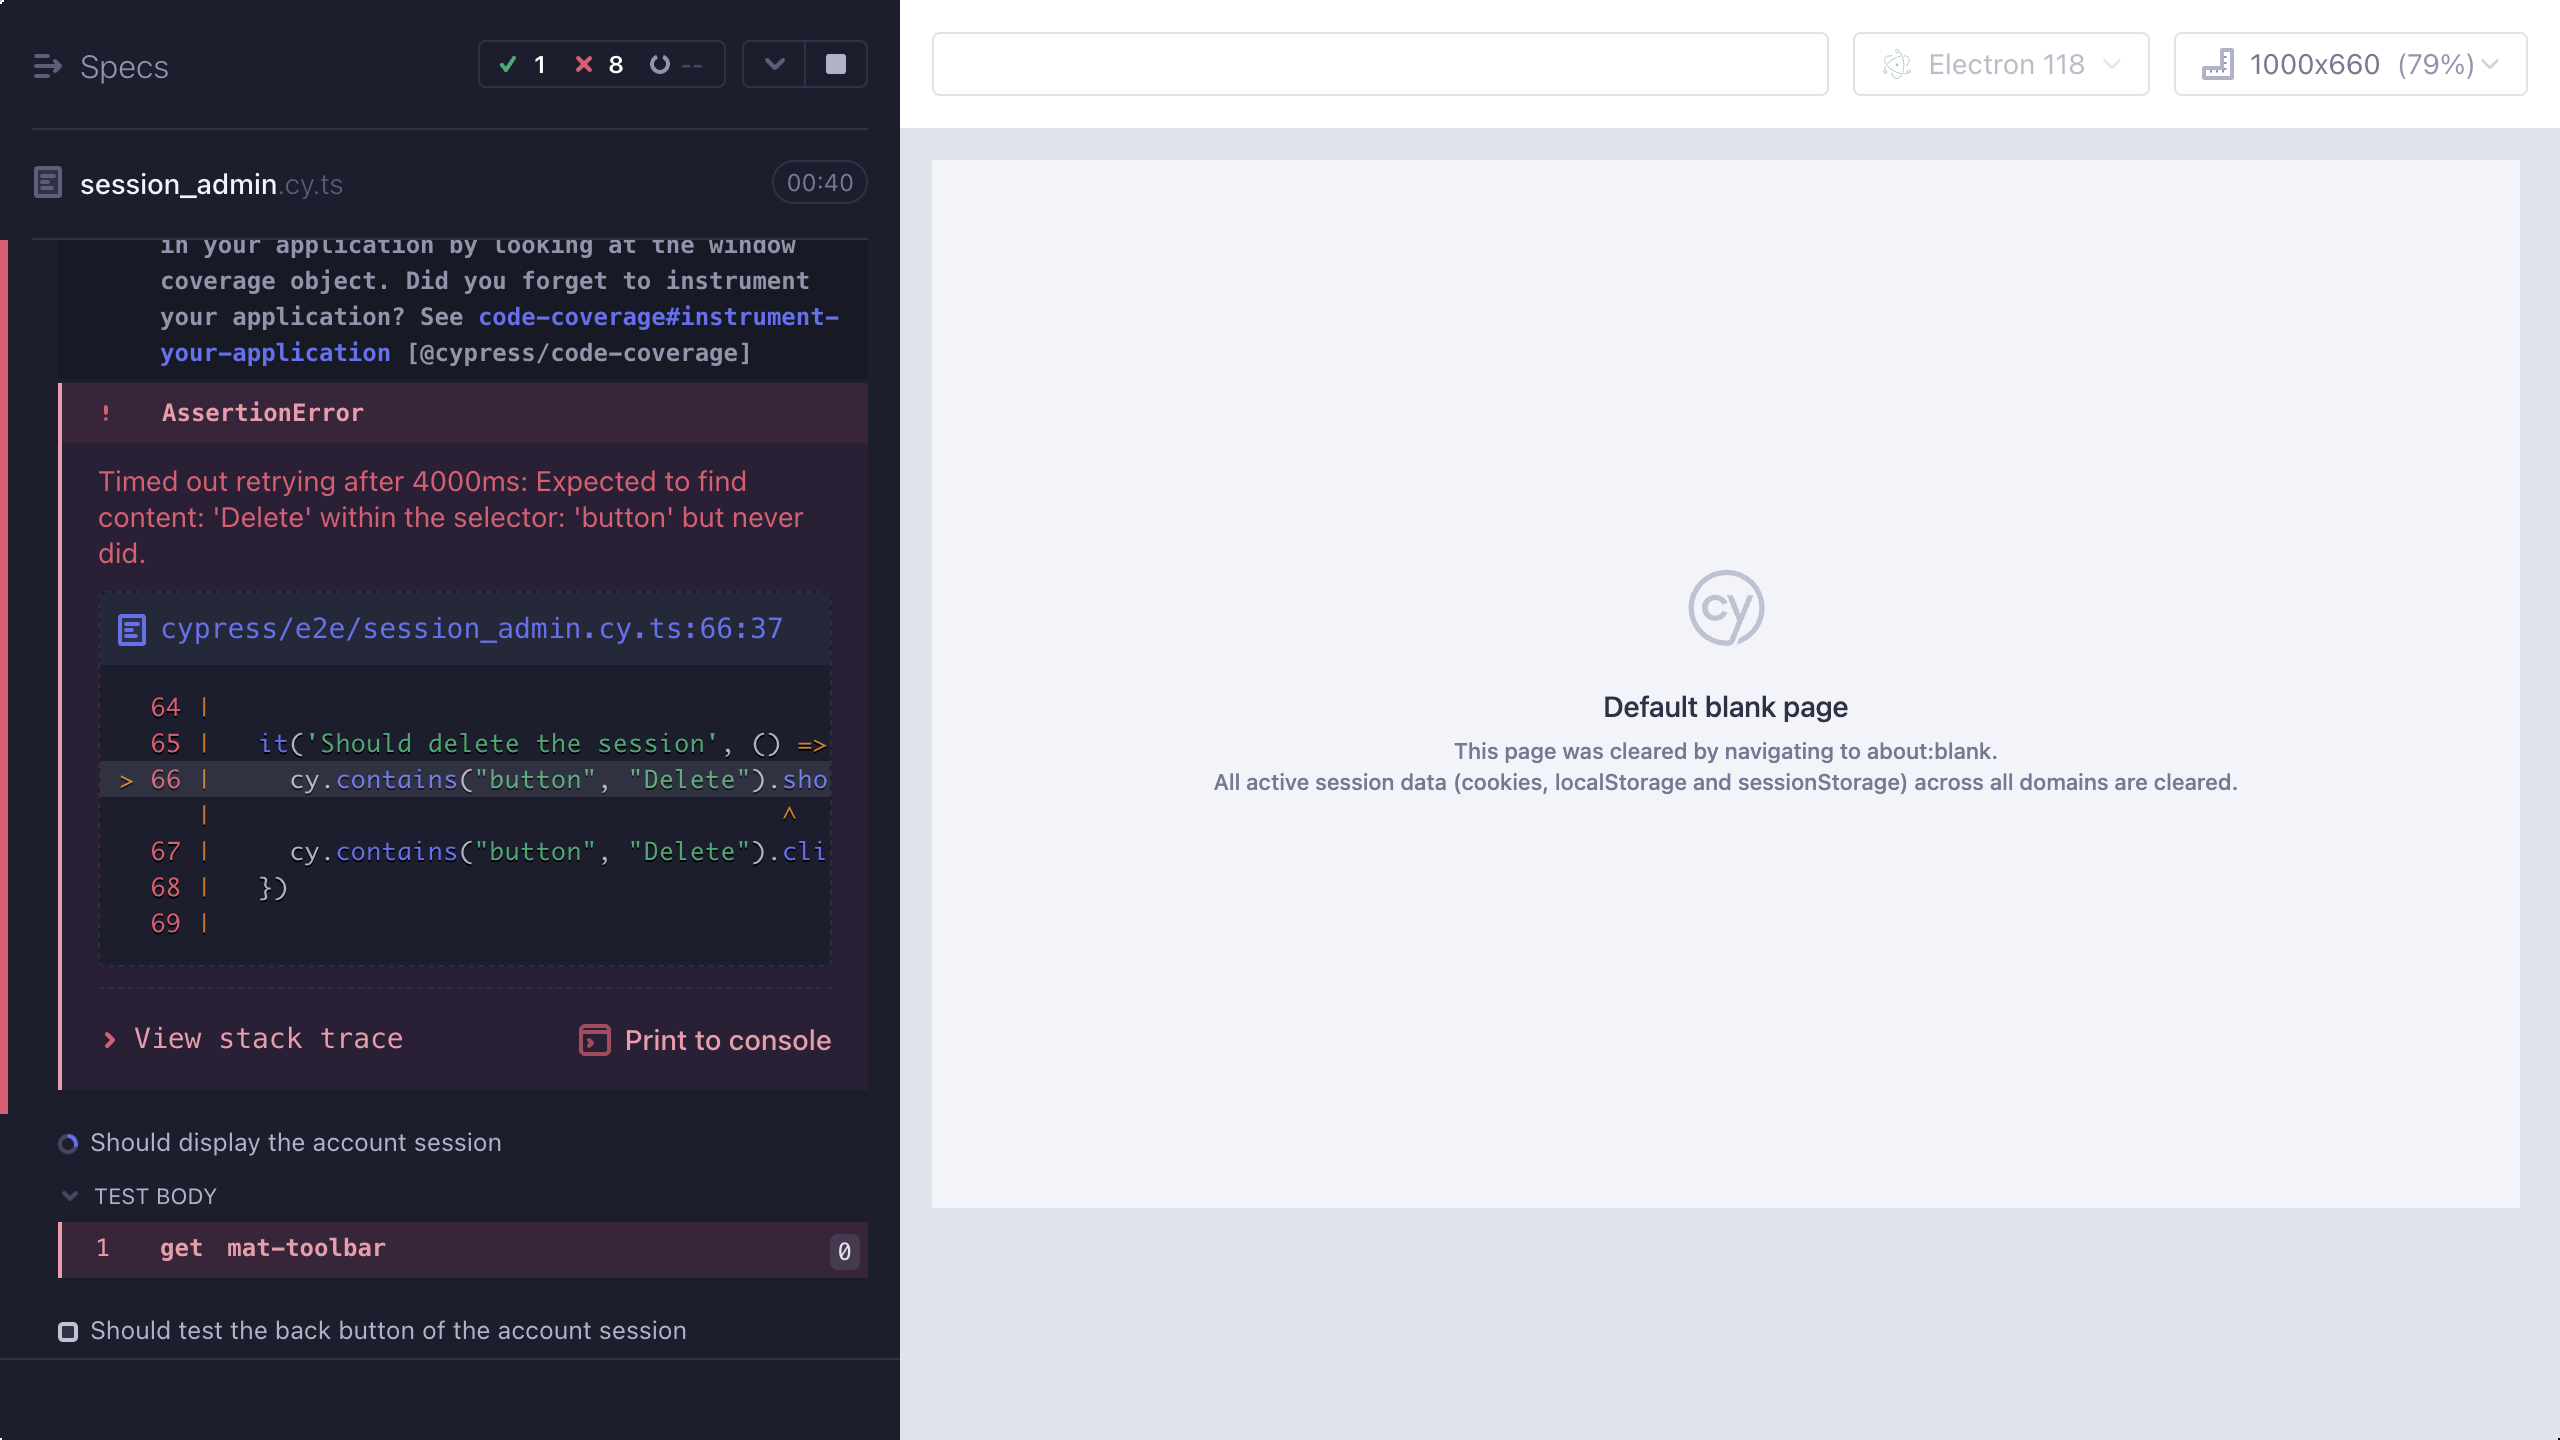 Specs
1 8 --
session_admin.cy.ts
00:40
in your application by looking at the window
coverage object. Did you forget to instrument
your application? See code-coverage#instrument-
your-application [@cypress/code-coverage]
! AssertionError
Timed out retrying after 4000ms: Expected to find
content: 'Delete' within the selector: 'button' but never
did.
cypress/e2e/session_admin.cy.ts:66:37
64 |
65 | it('Should delete the session', () =>
> 66 | cy.contains("button", "Delete").sho
| ^
67 | cy.contains("button", "Delete").cli
68 | })
69 |
View stack trace
Print to console
Should display the account session
TEST BODY
1 get mat-toolbar 0
Should test the back button of the account session
Electron 118
1000x660 (79%)
cy
Default blank page
This page was cleared by navigating to about:blank.
All active session data (cookies, localStorage and sessionStorage) across all domains are cleared.